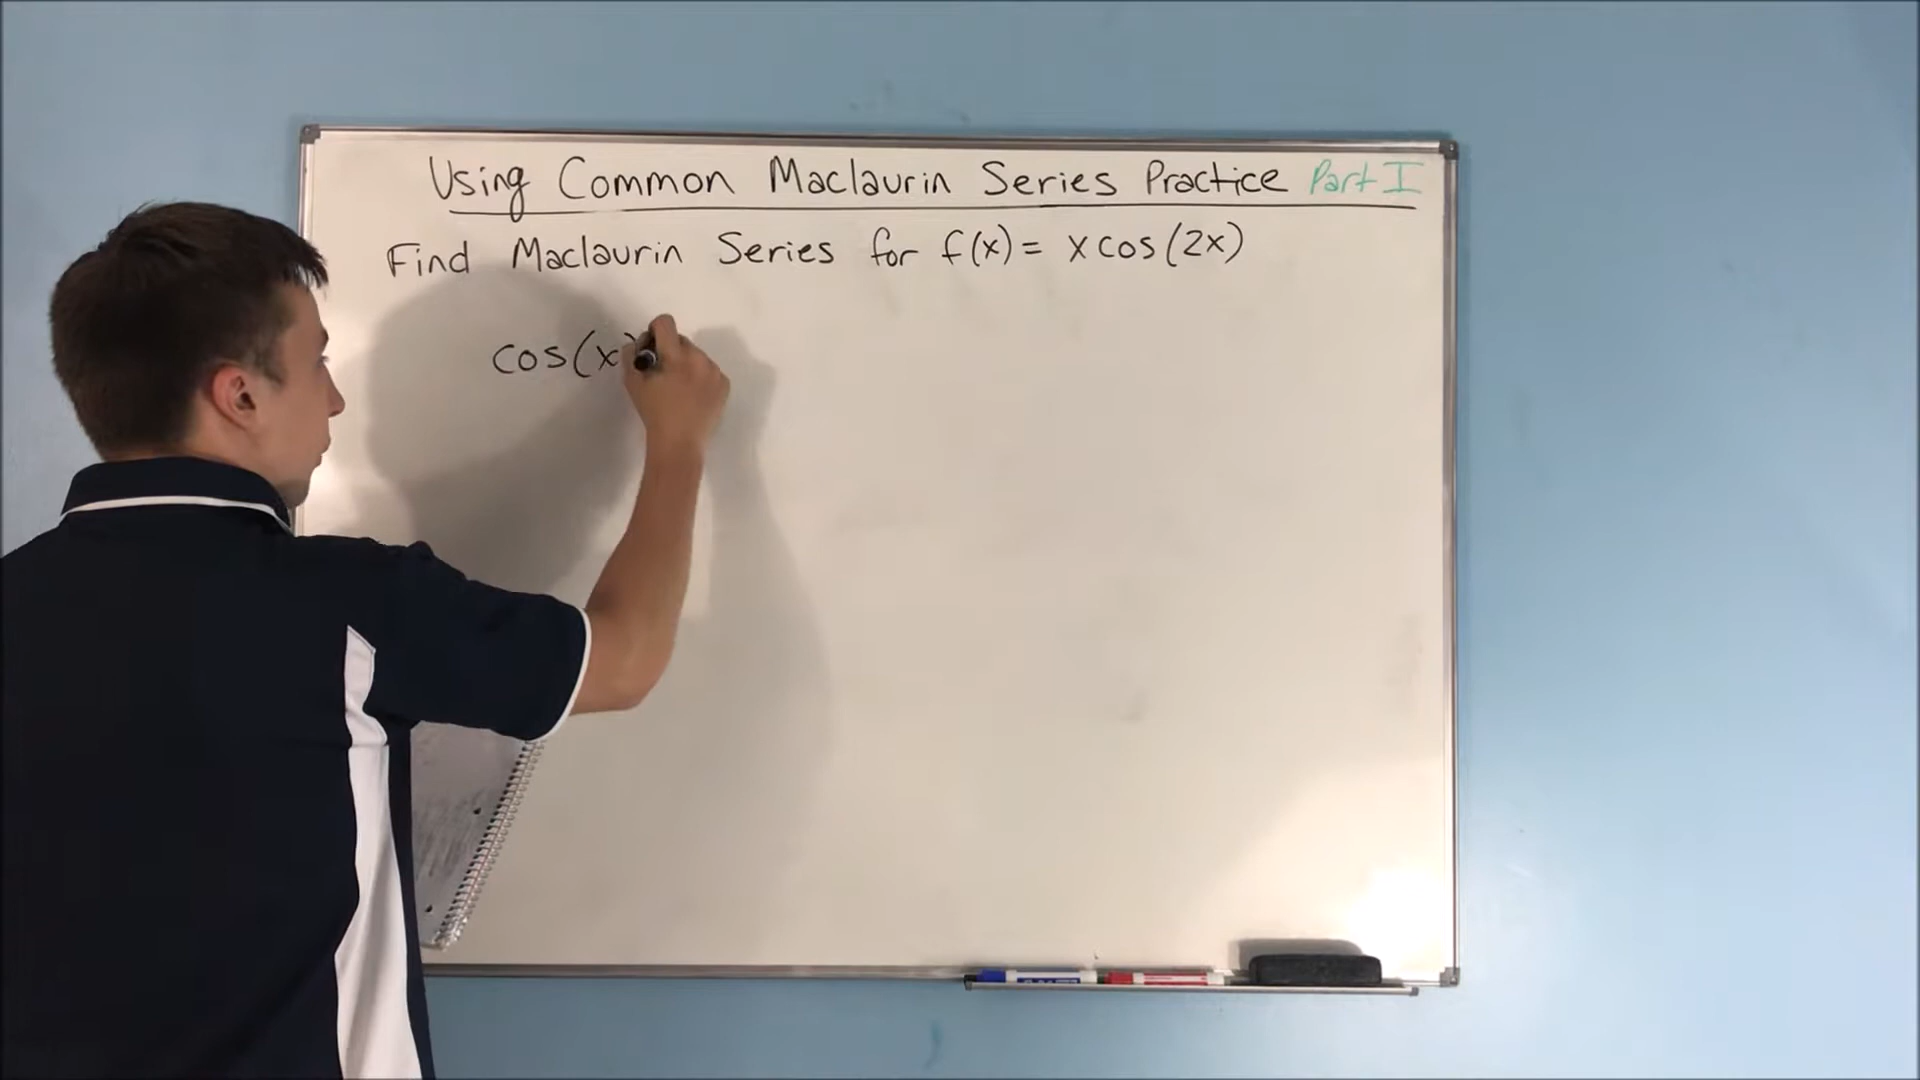 Using Common Maclaurin Series Practice Part I
Find Maclaurin Series for f(x) = x cos(2x)
cos(x)